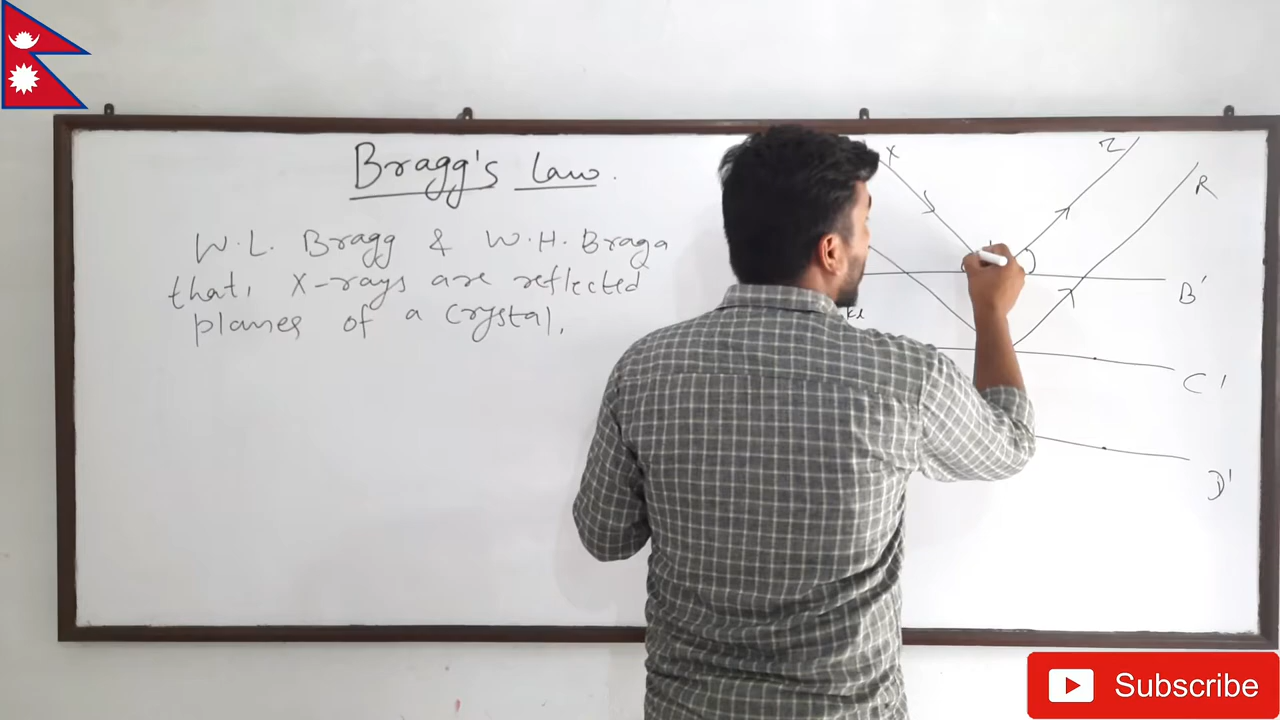 Bragg's Law.
W.L. Bragg & W.H. Bragg
that, X-rays are reflected
planes of a crystal,
X
Z
R
B'
C'
D'
Subscribe